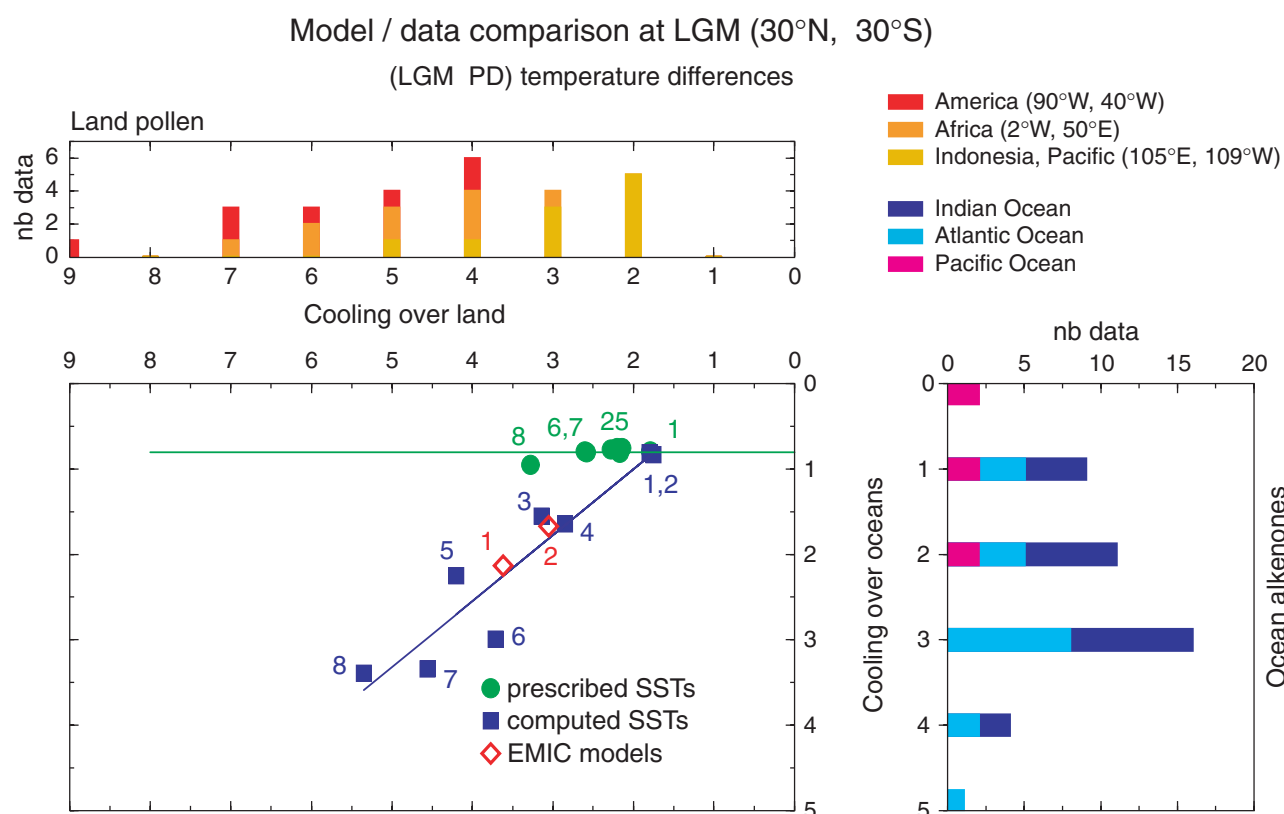 Model / data comparison at LGM (30°N, 30°S)
(LGM PD) temperature differences
Land pollen
nb data
6
4
2
0
9 8 7 6 5 4 3 2 1 0
America (90°W, 40°W)
Africa (2°W, 50°E)
Indonesia, Pacific (105°E, 109°W)
Indian Ocean
Atlantic Ocean
Pacific Ocean
Cooling over land
9 8 7 6 5 4 3 2 1 0
0
1
2
3
4
5
8 6,7 25 1
1,2
3
4
5
1
2
6
8
7
prescribed SSTs
computed SSTs
EMIC models
Cooling over oceans
nb data
0 5 10 15 20
0
1
2
3
4
5
Ocean alkenones